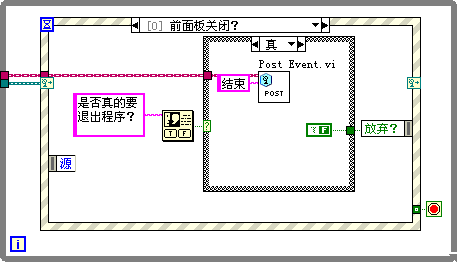 [0] 前面板关闭?
真
Post Event.vi
结束
POST
是否真的要
退出程序?
T F
?
T F
放弃?
源
i